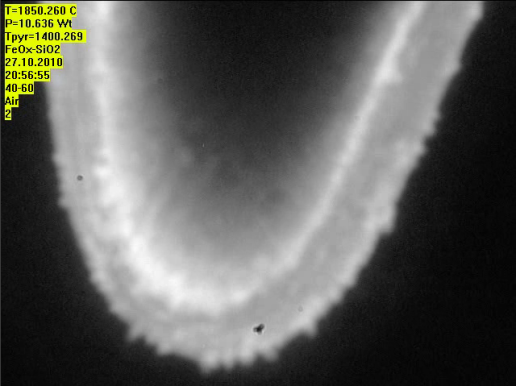 T=1850.260 C
P=10.636 Wt
Tpyr=1400.269
FeOx-SiO2
27.10.2010
20:56:55
40-60
Air
2